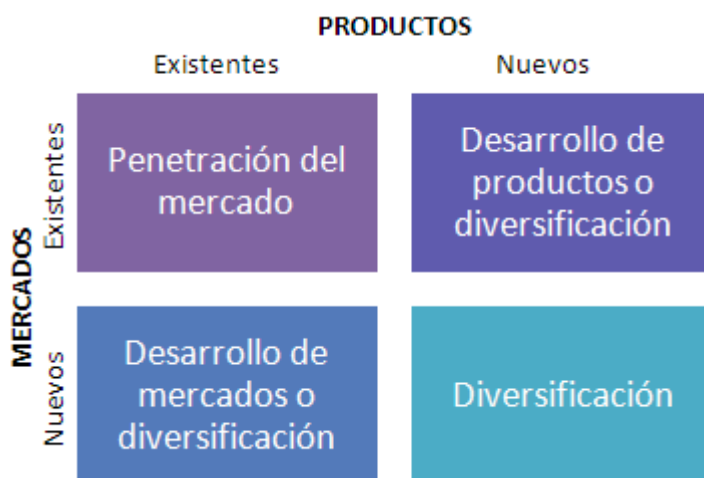 PRODUCTOS
Existentes Nuevos
MERCADOS
Existentes
Penetración del
mercado
Desarrollo de
productos o
diversificación
Nuevos
Desarrollo de
mercados o
diversificación
Diversificación